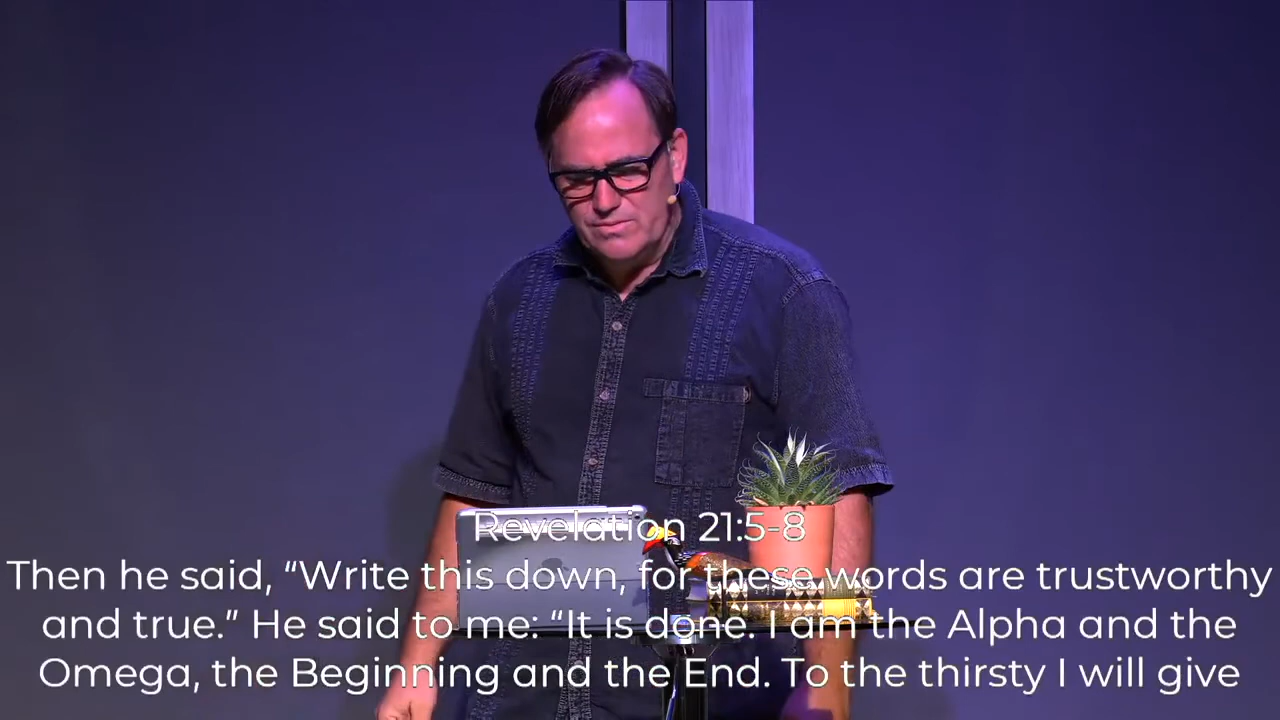 Revelation 21:5-8
Then he said, “Write this down, for these words are trustworthy
and true.” He said to me: “It is done. I am the Alpha and the
Omega, the Beginning and the End. To the thirsty I will give